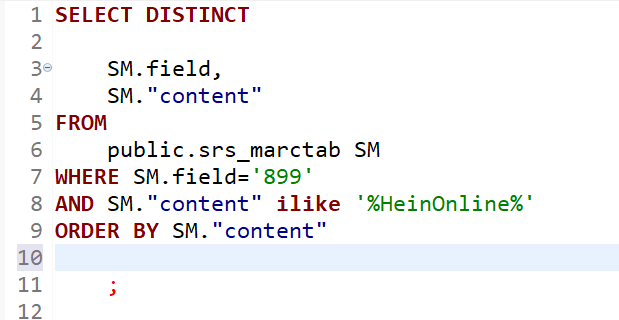 1 SELECT DISTINCT
2
3 SM.field,
4 SM."content"
5 FROM
6 public.srs_marctab SM
7 WHERE SM.field='899'
8 AND SM."content" ilike '%HeinOnline%'
9 ORDER BY SM."content"
10
11 ;
12